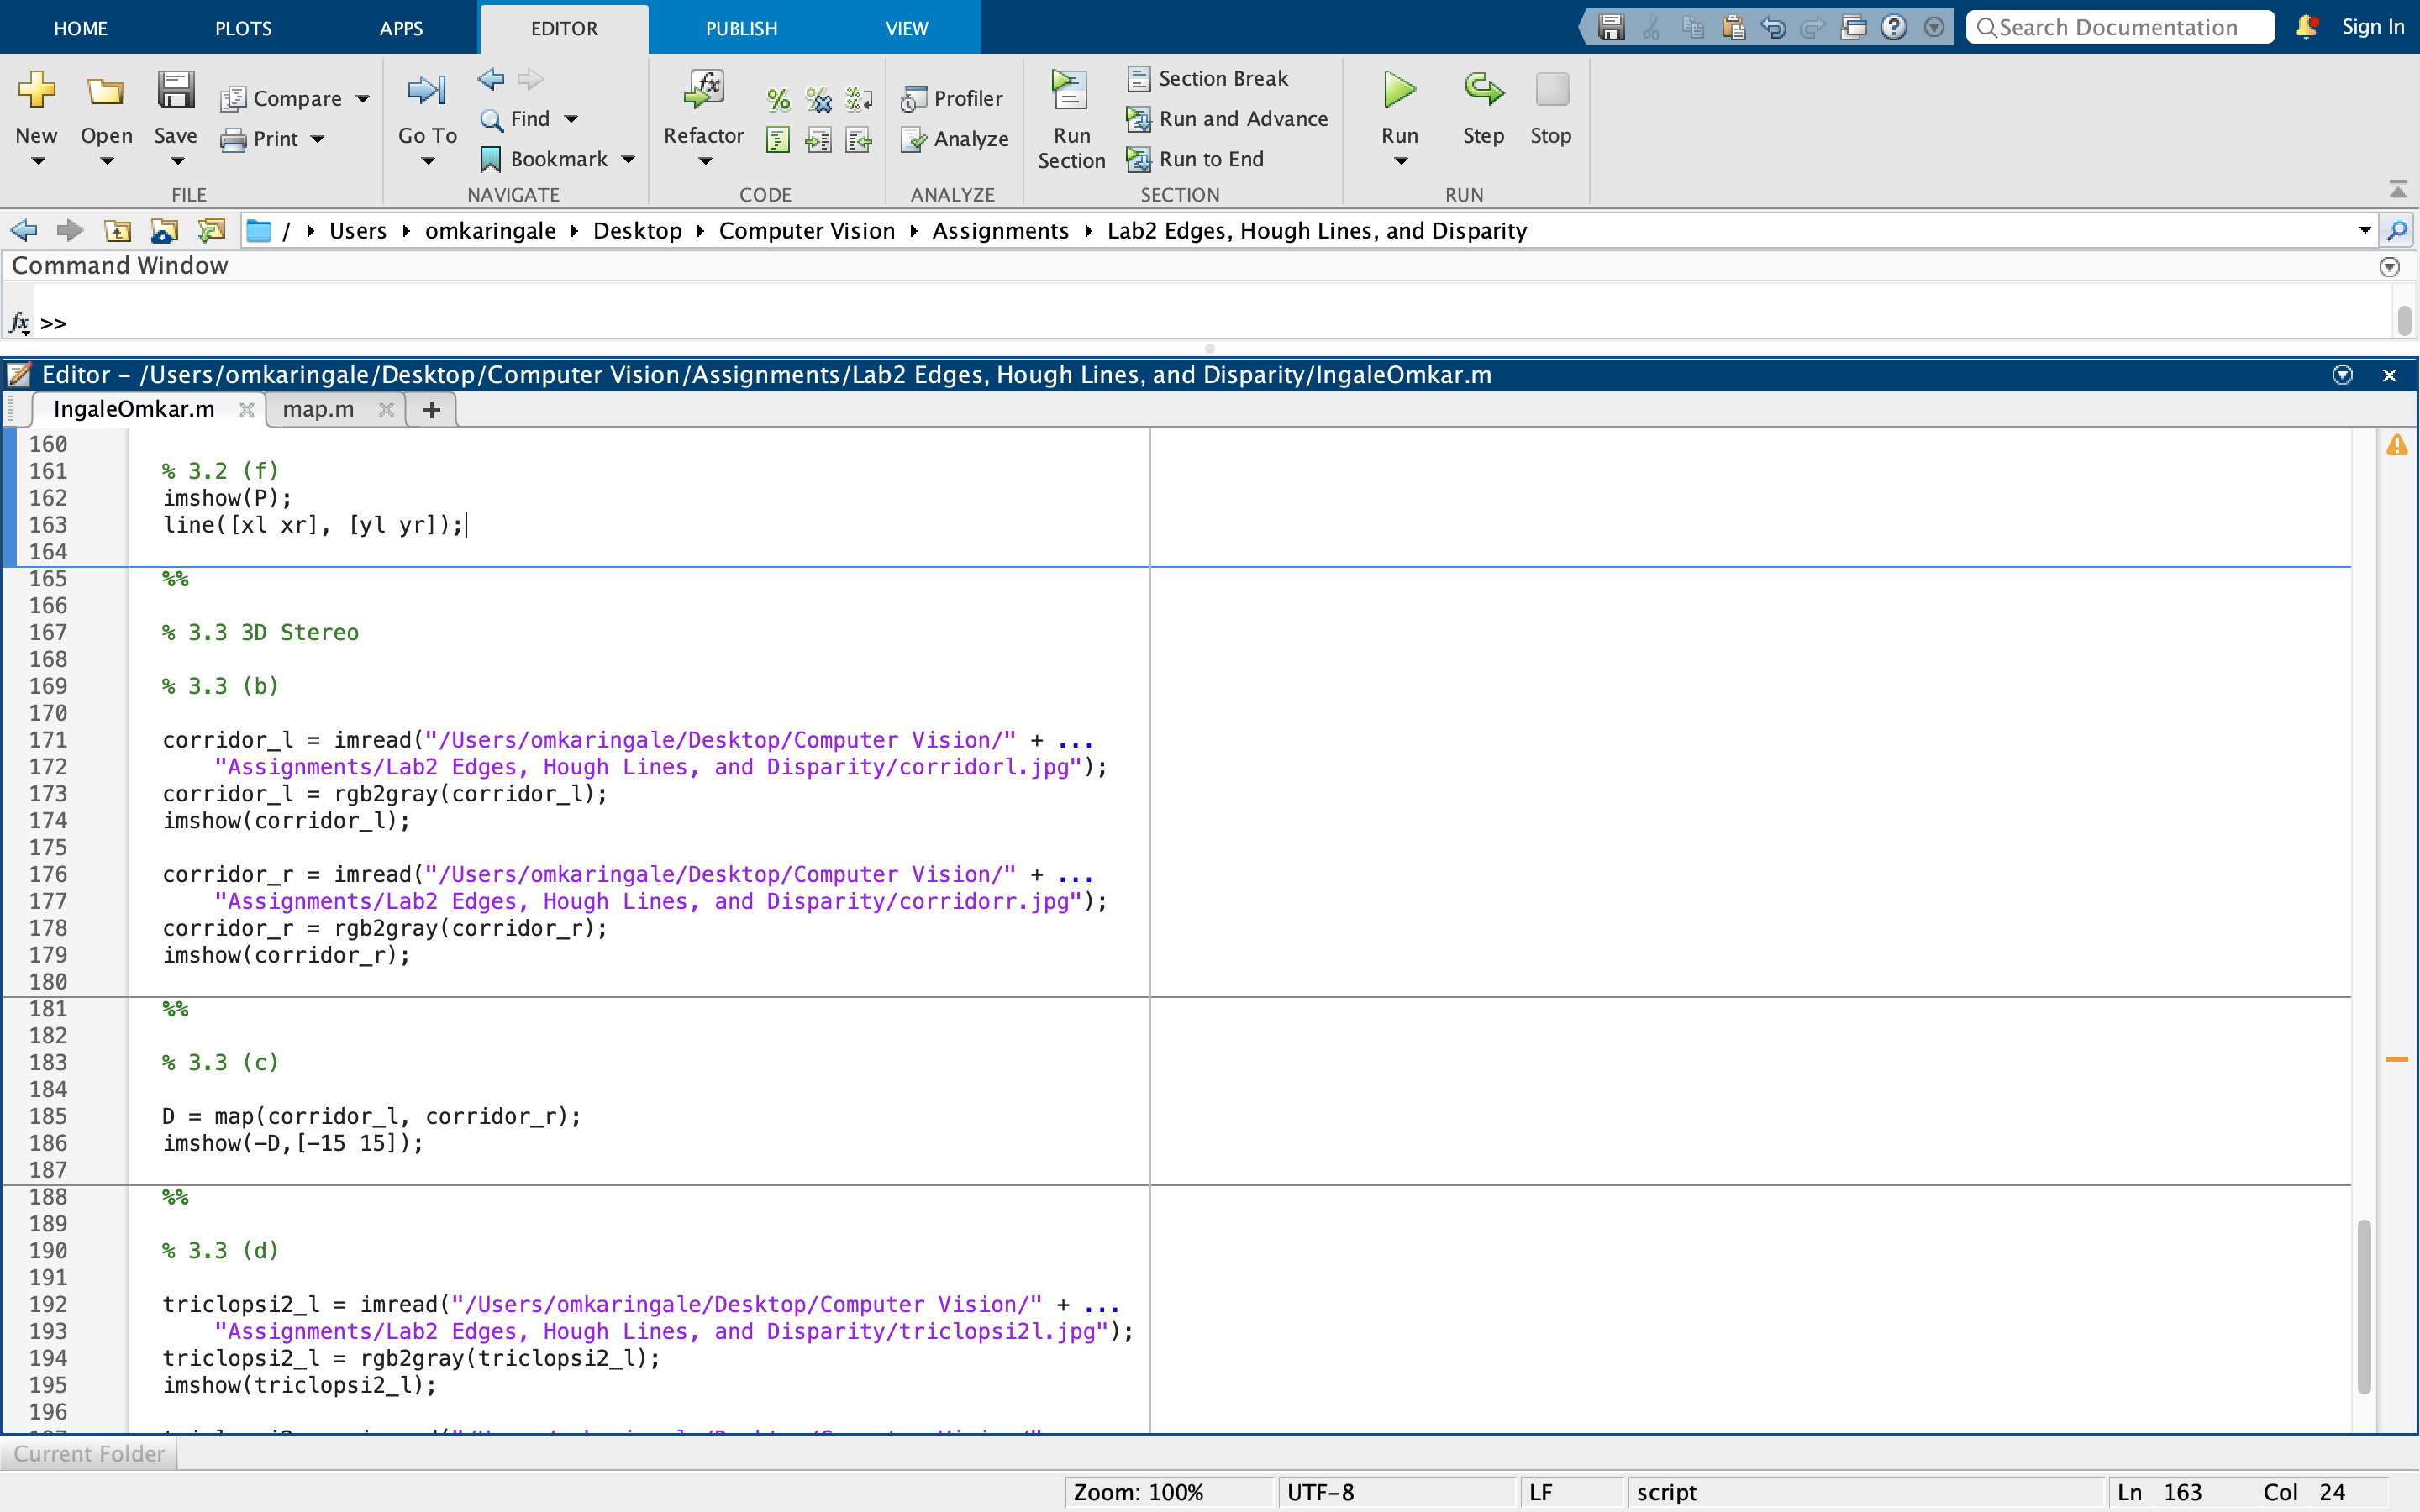 HOME PLOTS APPS EDITOR PUBLISH VIEW Search Documentation Sign In
New Open Save Compare Print FILE
Go To Find Bookmark NAVIGATE
Refactor CODE
Profiler Analyze ANALYZE
Run Section Section Break Run and Advance Run to End SECTION
Run Step Stop RUN
/ Users omkaringale Desktop Computer Vision Assignments Lab2 Edges, Hough Lines, and Disparity
Command Window
fx >>
Editor - /Users/omkaringale/Desktop/Computer Vision/Assignments/Lab2 Edges, Hough Lines, and Disparity/IngaleOmkar.m
IngaleOmkar.m map.m +
160
161 % 3.2 (f)
162 imshow(P);
163 line([xl xr], [yl yr]);
164
165 %%
166
167 % 3.3 3D Stereo
168
169 % 3.3 (b)
170
171 corridor_l = imread("/Users/omkaringale/Desktop/Computer Vision/" + ...
172 "Assignments/Lab2 Edges, Hough Lines, and Disparity/corridorl.jpg");
173 corridor_l = rgb2gray(corridor_l);
174 imshow(corridor_l);
175
176 corridor_r = imread("/Users/omkaringale/Desktop/Computer Vision/" + ...
177 "Assignments/Lab2 Edges, Hough Lines, and Disparity/corridorr.jpg");
178 corridor_r = rgb2gray(corridor_r);
179 imshow(corridor_r);
180
181 %%
182
183 % 3.3 (c)
184
185 D = map(corridor_l, corridor_r);
186 imshow(-D,[-15 15]);
187
188 %%
189
190 % 3.3 (d)
191
192 triclopsi2_l = imread("/Users/omkaringale/Desktop/Computer Vision/" + ...
193 "Assignments/Lab2 Edges, Hough Lines, and Disparity/triclopsi2l.jpg");
194 triclopsi2_l = rgb2gray(triclopsi2_l);
195 imshow(triclopsi2_l);
196
Current Folder
Zoom: 100% UTF-8 LF script Ln 163 Col 24